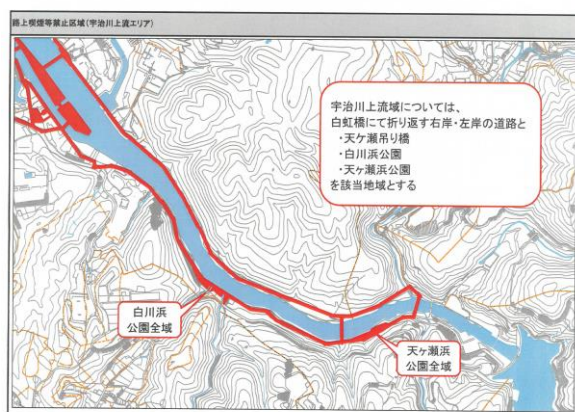 路上喫煙等禁止区域(宇治川上流エリア)
宇治川上流域については、
白虹橋にて折り返す右岸・左岸の道路と
・天ケ瀬吊り橋
・白川浜公園
・天ヶ瀬浜公園
を該当地域とする
白川浜
公園全域
天ヶ瀬浜
公園全域